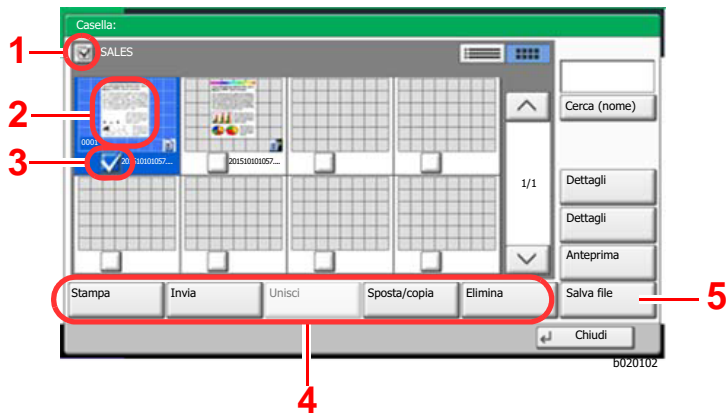 Casella:
1
SALES
2
Cerca (nome)
0001
3
201510101057....
201510101057....
1/1
Dettagli
Dettagli
Anteprima
Stampa
Invia
Unisci
Sposta/copia
Elimina
Salva file
5
Chiudi
4
b020102